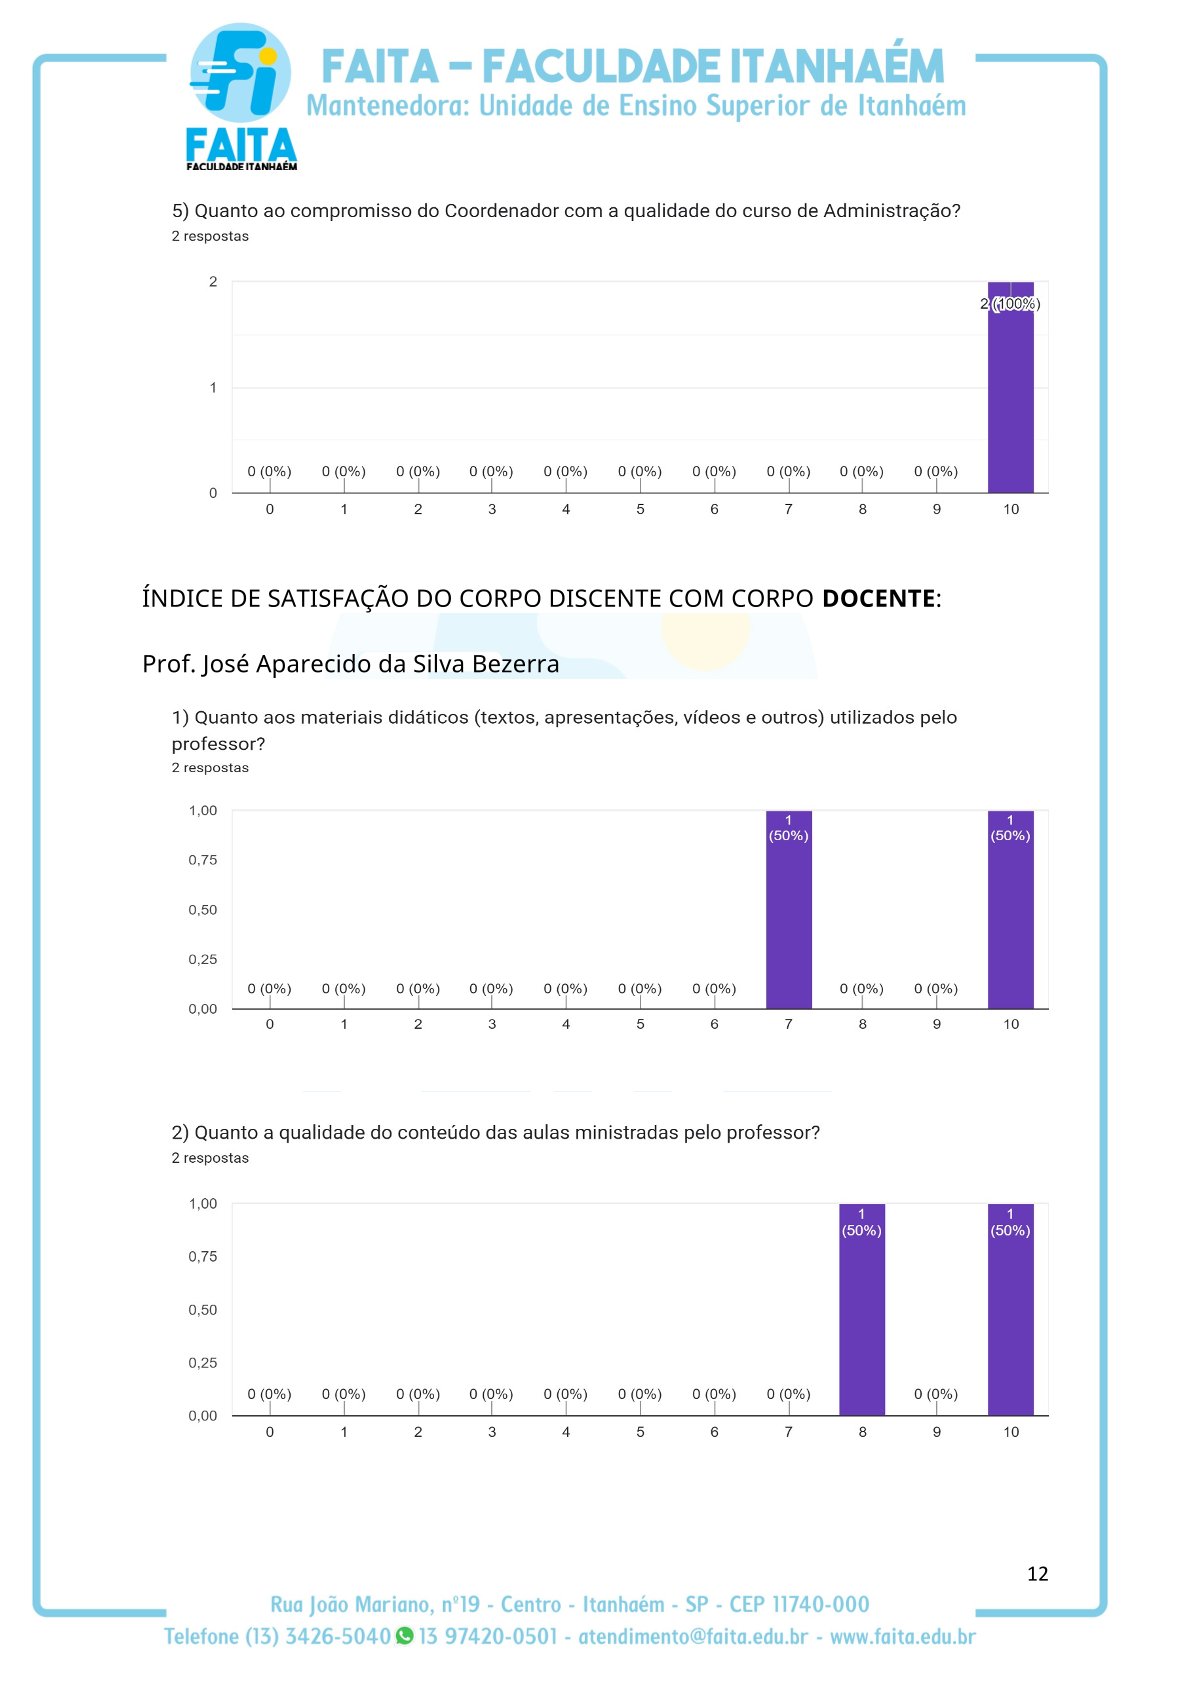 FAITA – FACULDADE ITANHAÉM
Mantenedora: Unidade de Ensino Superior de Itanhaém
Fi
FAITA
FACULDADE ITANHAÉM
5) Quanto ao compromisso do Coordenador com a qualidade do curso de Administração?
2 respostas
2
2 (100%)
1
0 (0%) 0 (0%) 0 (0%) 0 (0%) 0 (0%) 0 (0%) 0 (0%) 0 (0%) 0 (0%) 0 (0%)
0
0 1 2 3 4 5 6 7 8 9 10
ÍNDICE DE SATISFAÇÃO DO CORPO DISCENTE COM CORPO DOCENTE:
Prof. José Aparecido da Silva Bezerra
1) Quanto aos materiais didáticos (textos, apresentações, vídeos e outros) utilizados pelo
professor?
2 respostas
1,00
1 1
(50%) (50%)
0,75
0,50
0,25
0 (0%) 0 (0%) 0 (0%) 0 (0%) 0 (0%) 0 (0%) 0 (0%) 0 (0%) 0 (0%)
0,00
0 1 2 3 4 5 6 7 8 9 10
2) Quanto a qualidade do conteúdo das aulas ministradas pelo professor?
2 respostas
1,00
1 1
(50%) (50%)
0,75
0,50
0,25
0 (0%) 0 (0%) 0 (0%) 0 (0%) 0 (0%) 0 (0%) 0 (0%) 0 (0%) 0 (0%)
0,00
0 1 2 3 4 5 6 7 8 9 10
12
Rua João Mariano, nº19 - Centro - Itanhaém - SP - CEP 11740-000
Telefone (13) 3426-5040 13 97420-0501 - atendimento@faita.edu.br - www.faita.edu.br